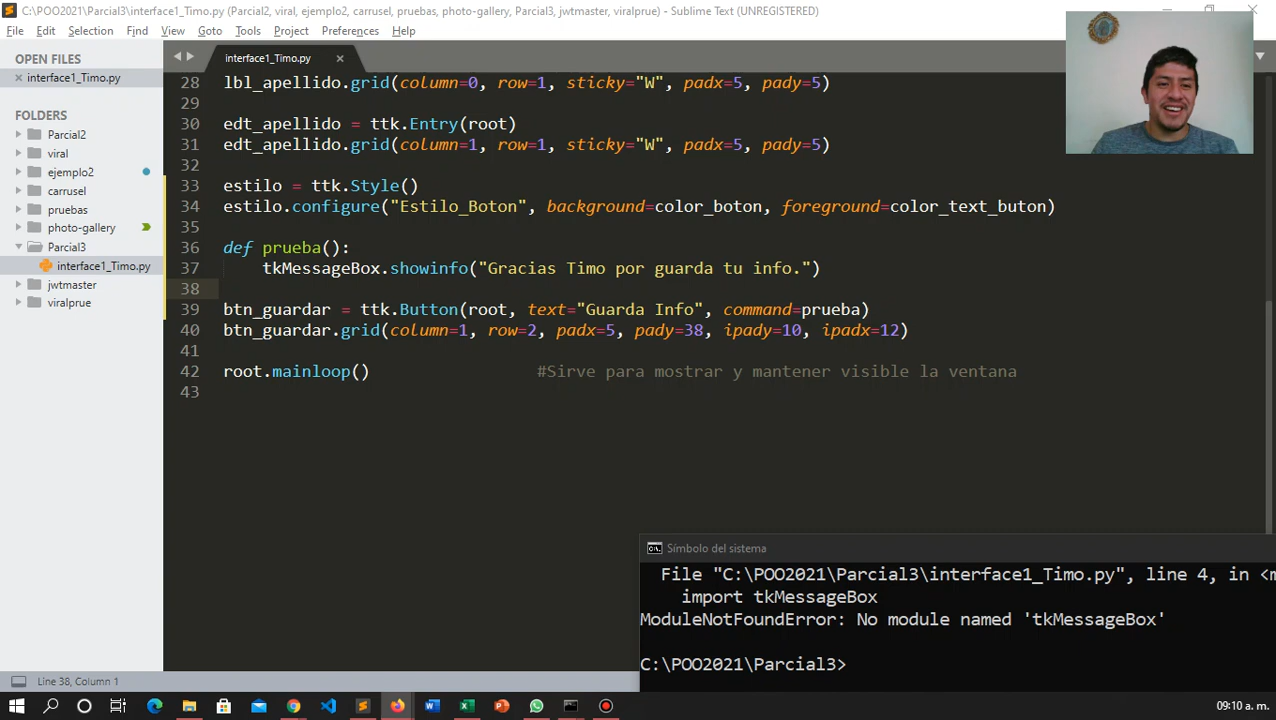 C:\POO2021\Parcial3\interface1_Timo.py (Parcial2, viral, ejemplo2, carrusel, pruebas, photo-gallery, Parcial3, jwtmaster, viralprue) - Sublime Text (UNREGISTERED)
File Edit Selection Find View Goto Tools Project Preferences Help
OPEN FILES
interface1_Timo.py
FOLDERS
Parcial2
viral
ejemplo2
carrusel
pruebas
photo-gallery
Parcial3
interface1_Timo.py
jwtmaster
viralprue
interface1_Timo.py
28 lbl_apellido.grid(column=0, row=1, sticky="W", padx=5, pady=5)
29
30 edt_apellido = ttk.Entry(root)
31 edt_apellido.grid(column=1, row=1, sticky="W", padx=5, pady=5)
32
33 estilo = ttk.Style()
34 estilo.configure("Estilo_Boton", background=color_boton, foreground=color_text_buton)
35
36 def prueba():
37 tkMessageBox.showinfo("Gracias Timo por guarda tu info.")
38
39 btn_guardar = ttk.Button(root, text="Guarda Info", command=prueba)
40 btn_guardar.grid(column=1, row=2, padx=5, pady=38, ipady=10, ipadx=12)
41
42 root.mainloop() #Sirve para mostrar y mantener visible la ventana
43
Símbolo del sistema
File "C:\POO2021\Parcial3\interface1_Timo.py", line 4, in <m
import tkMessageBox
ModuleNotFoundError: No module named 'tkMessageBox'
C:\POO2021\Parcial3>
Line 38, Column 1
09:10 a. m.